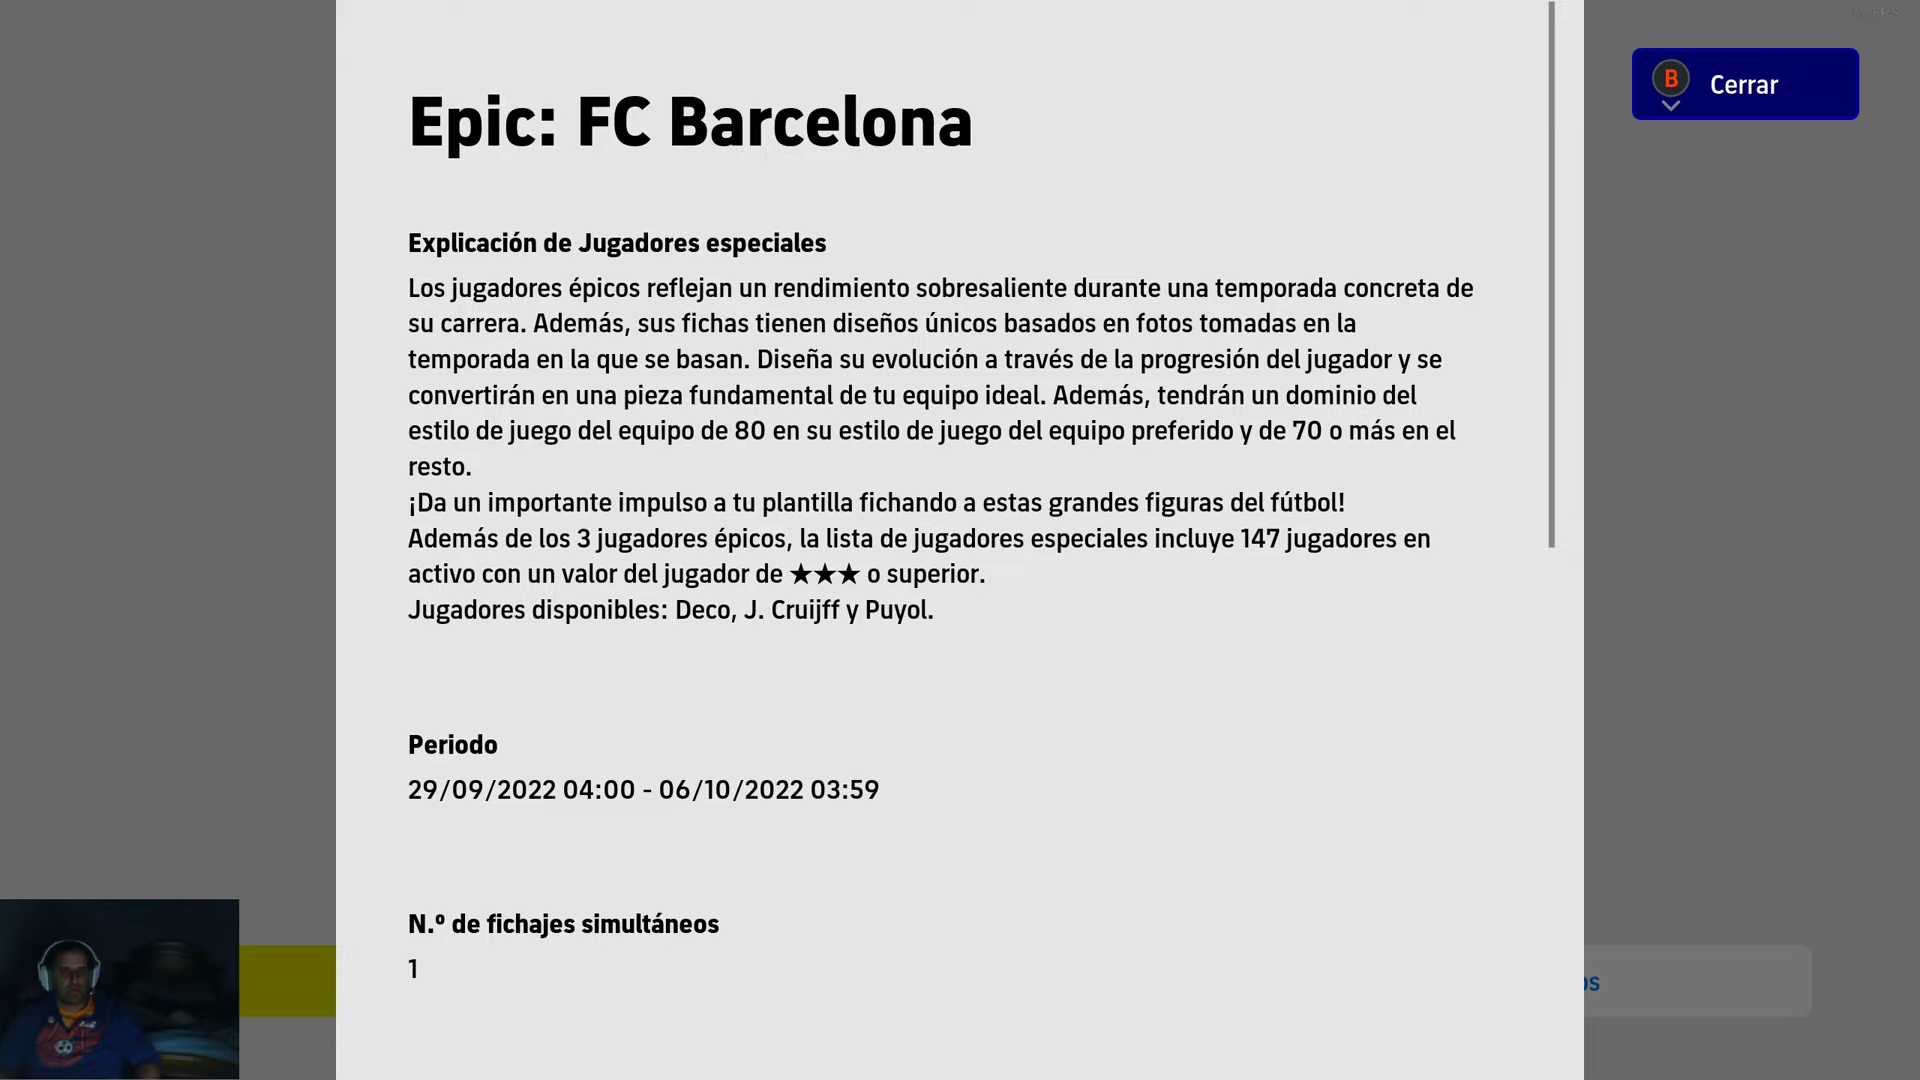 Cerrar
B
Epic: FC Barcelona
Explicación de Jugadores especiales
Los jugadores épicos reflejan un rendimiento sobresaliente durante una temporada concreta de
su carrera. Además, sus fichas tienen diseños únicos basados en fotos tomadas en la
temporada en la que se basan. Diseña su evolución a través de la progresión del jugador y se
convertirán en una pieza fundamental de tu equipo ideal. Además, tendrán un dominio del
estilo de juego del equipo de 80 en su estilo de juego del equipo preferido y de 70 o más en el
resto.
¡Da un importante impulso a tu plantilla fichando a estas grandes figuras del fútbol!
Además de los 3 jugadores épicos, la lista de jugadores especiales incluye 147 jugadores en
activo con un valor del jugador de ★★★ o superior.
Jugadores disponibles: Deco, J. Cruijff y Puyol.
Periodo
29/09/2022 04:00 - 06/10/2022 03:59
N.º de fichajes simultáneos
1